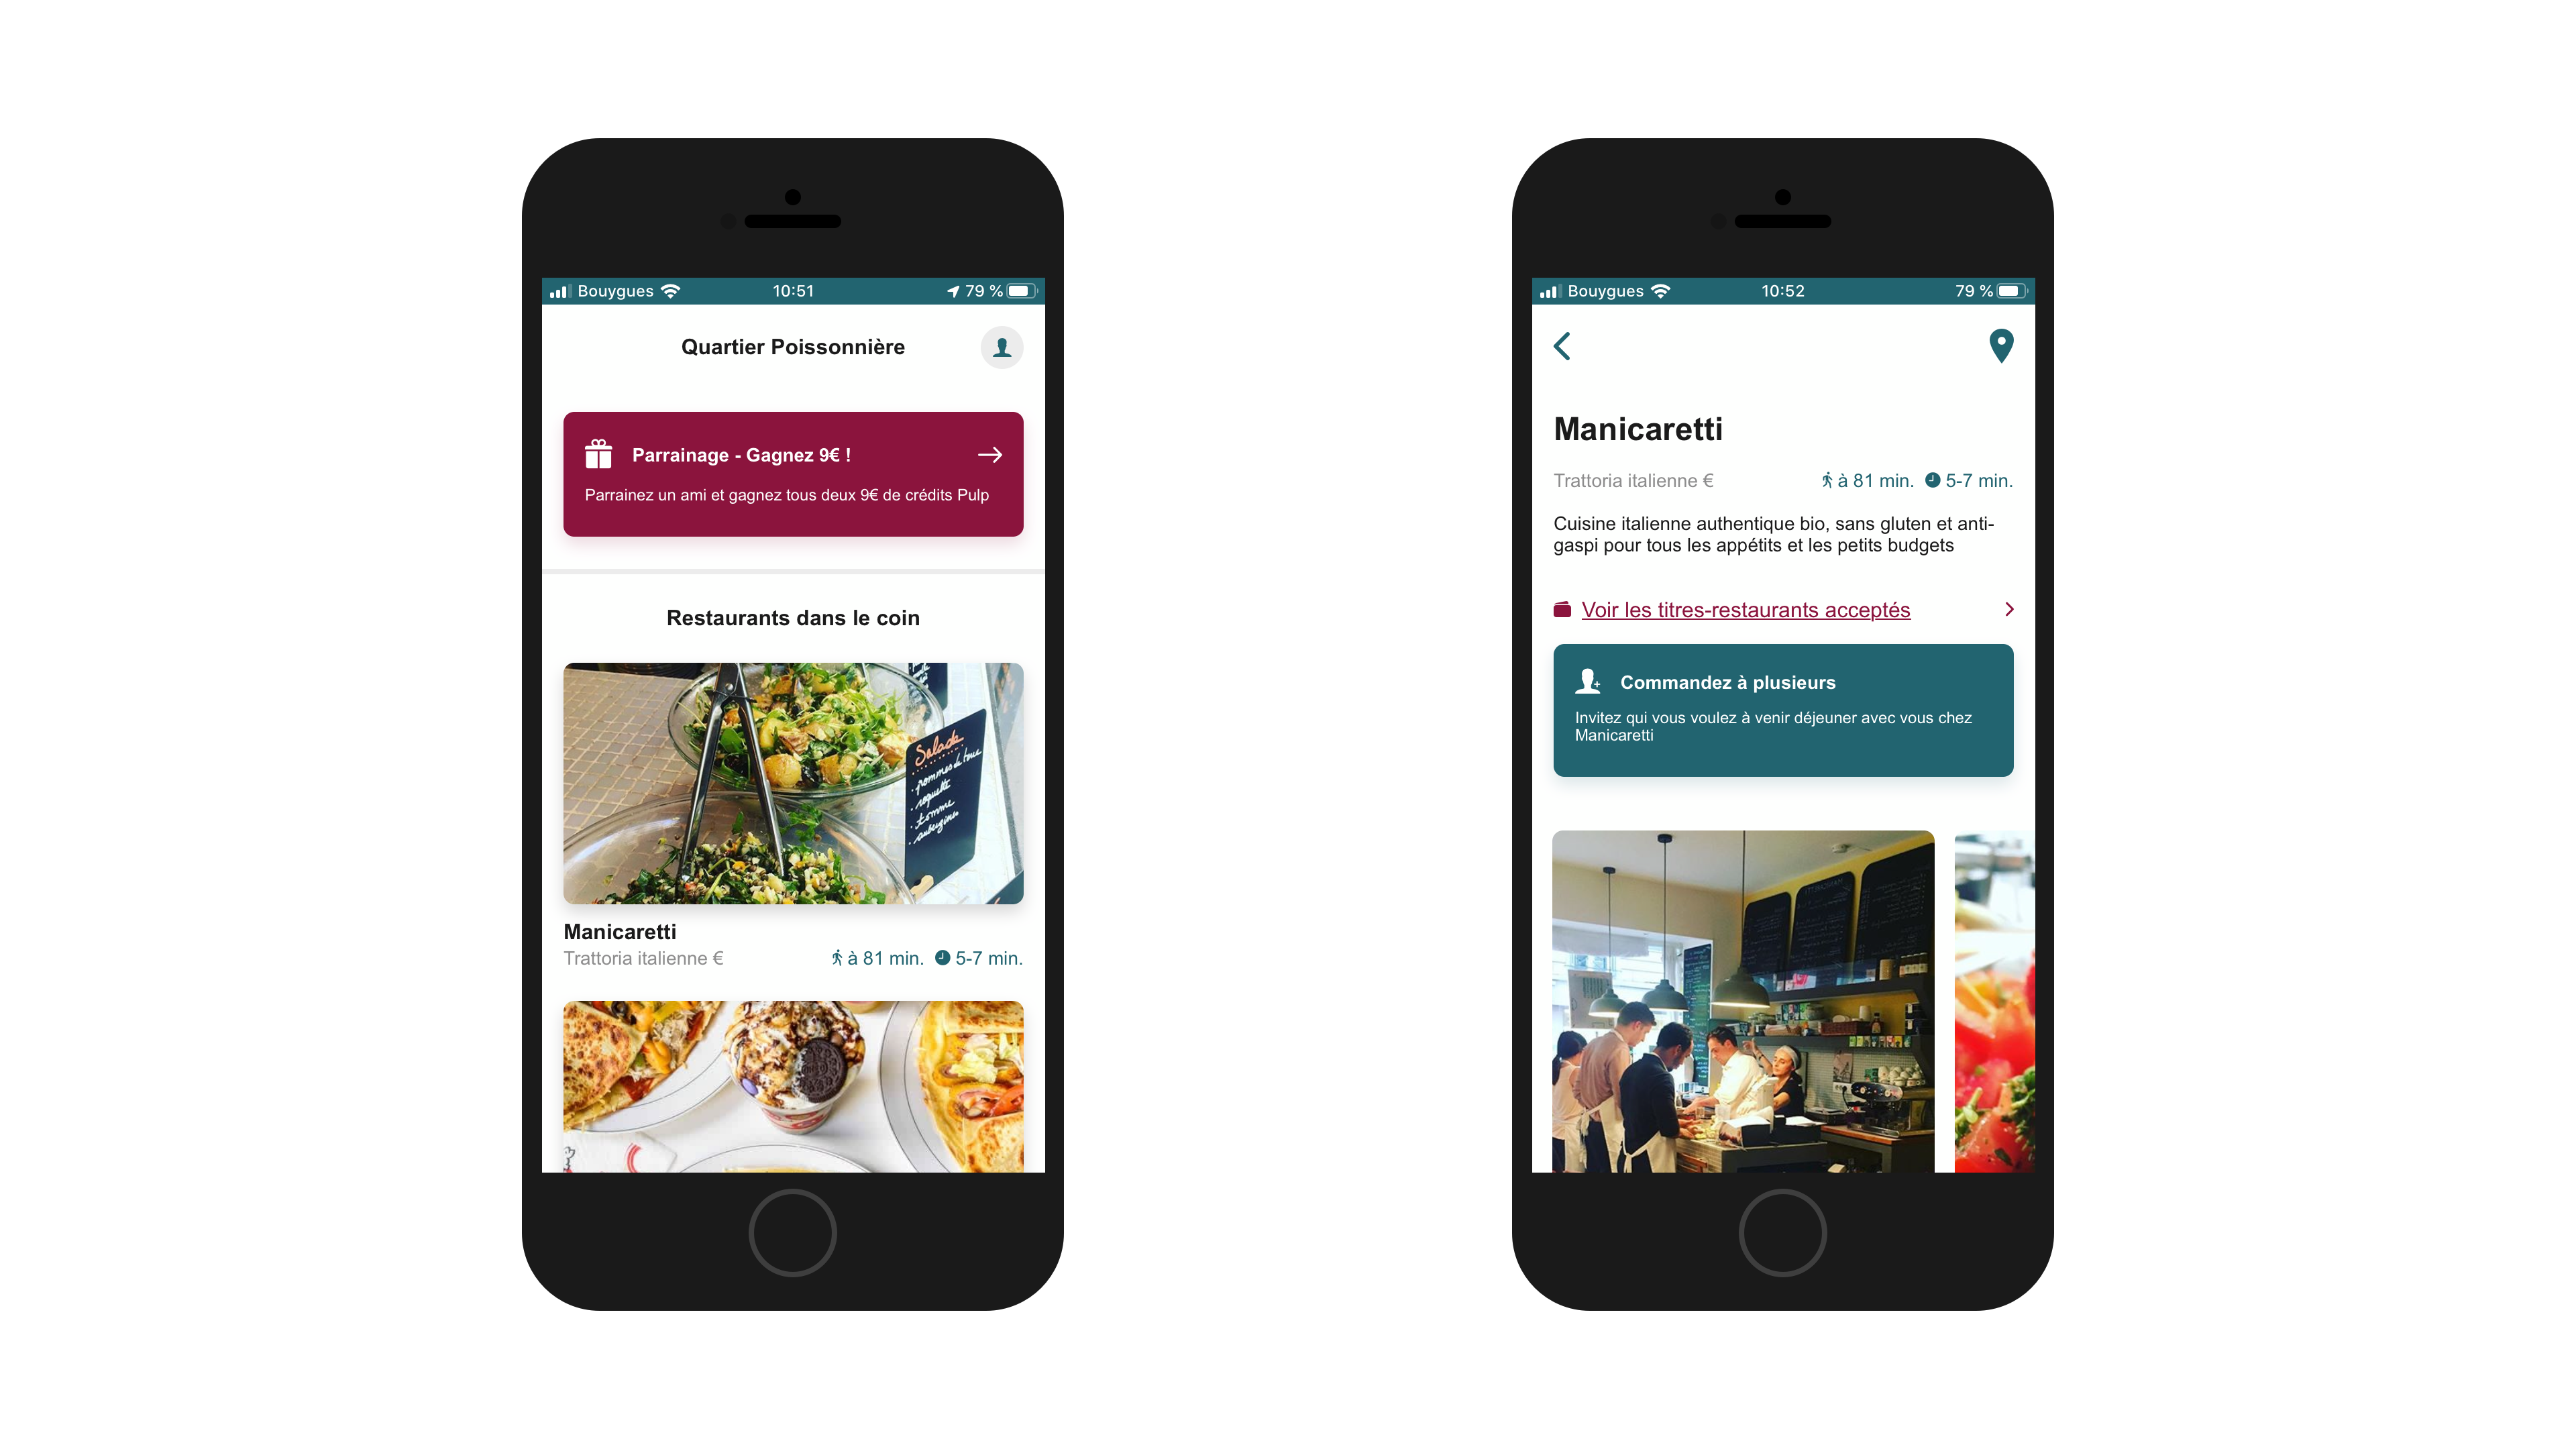 Bouygues 10:51 79 %
Quartier Poissonnière
Parrainage - Gagnez 9€ !
Parrainez un ami et gagnez tous deux 9€ de crédits Pulp
Restaurants dans le coin
Salade
pommes de terre
roquette
tomme
aubergines
Manicaretti
Trattoria italienne € à 81 min. 5-7 min.
Bouygues 10:52 79 %
Manicaretti
Trattoria italienne € à 81 min. 5-7 min.
Cuisine italienne authentique bio, sans gluten et anti-
gaspi pour tous les appétits et les petits budgets
Voir les titres-restaurants acceptés
Commandez à plusieurs
Invitez qui vous voulez à venir déjeuner avec vous chez
Manicaretti